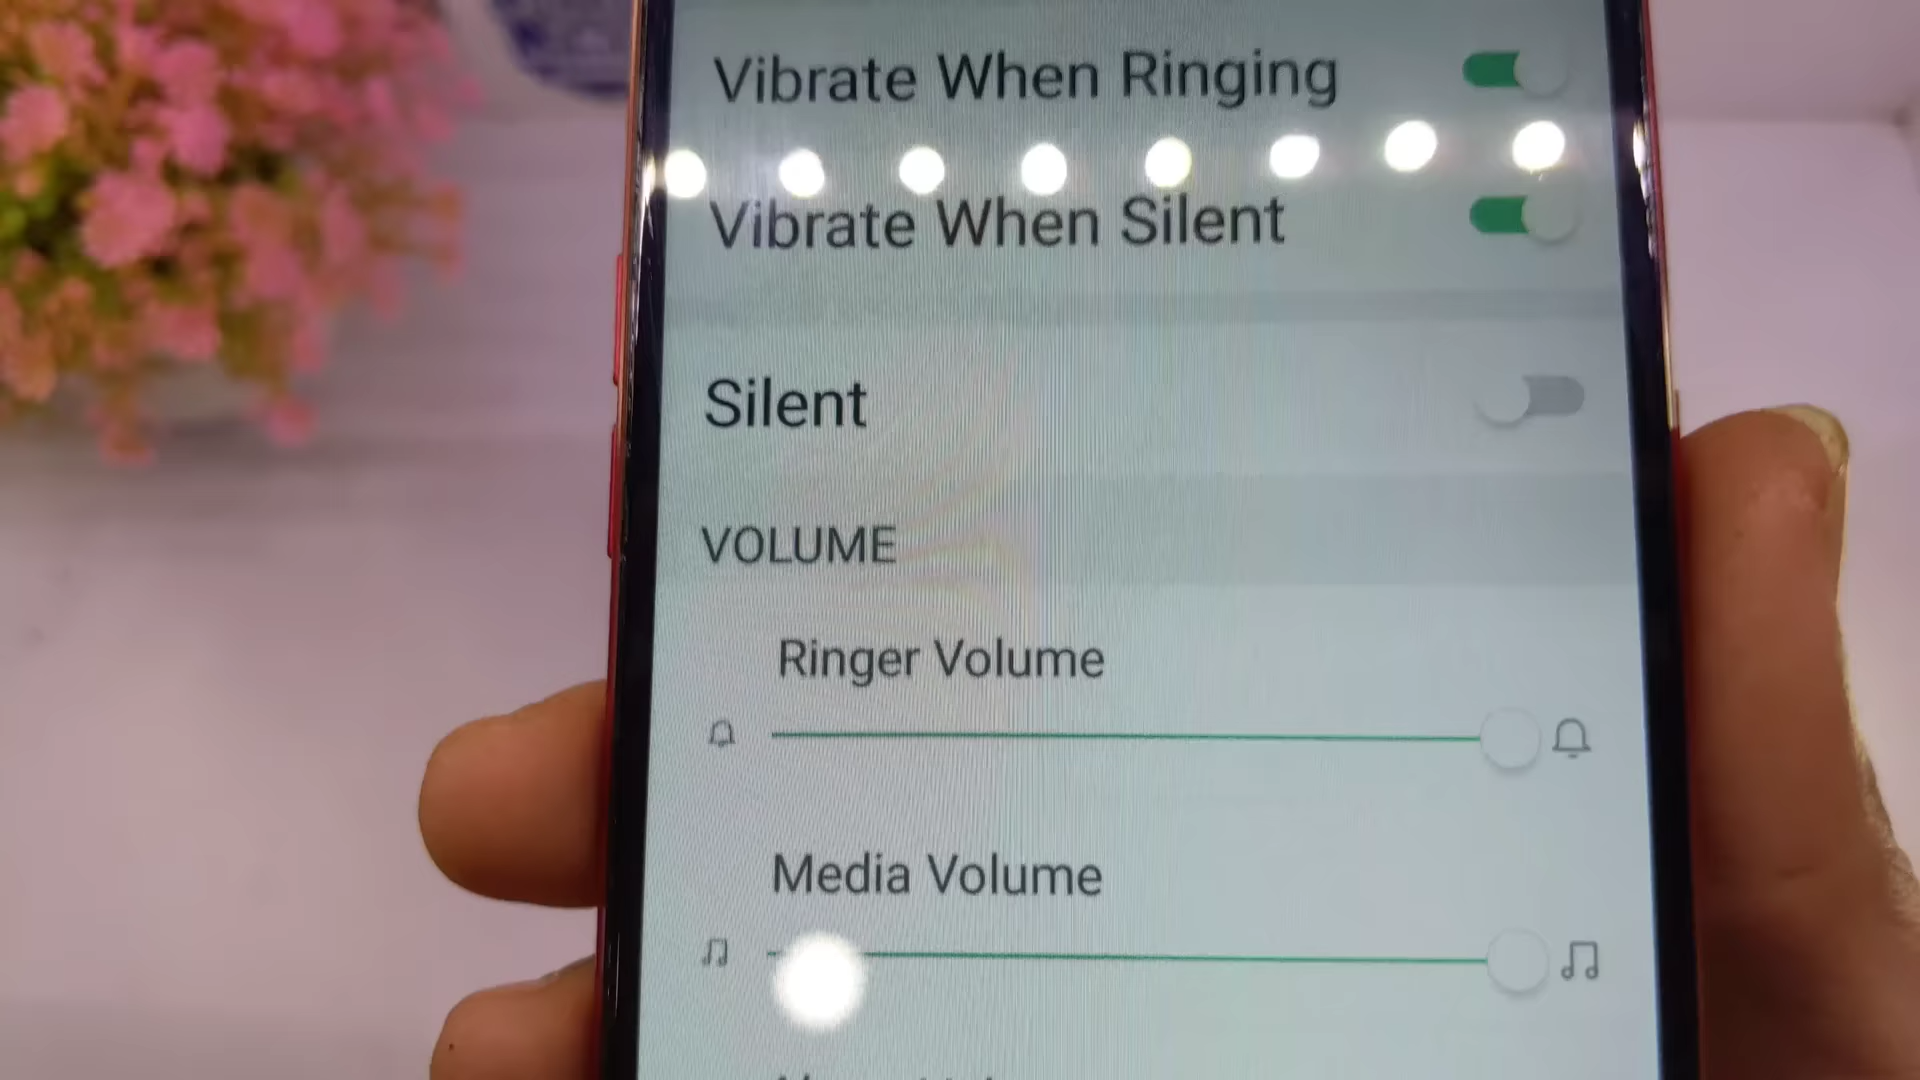 Vibrate When Ringing
Vibrate When Silent
Silent
VOLUME
Ringer Volume
Media Volume